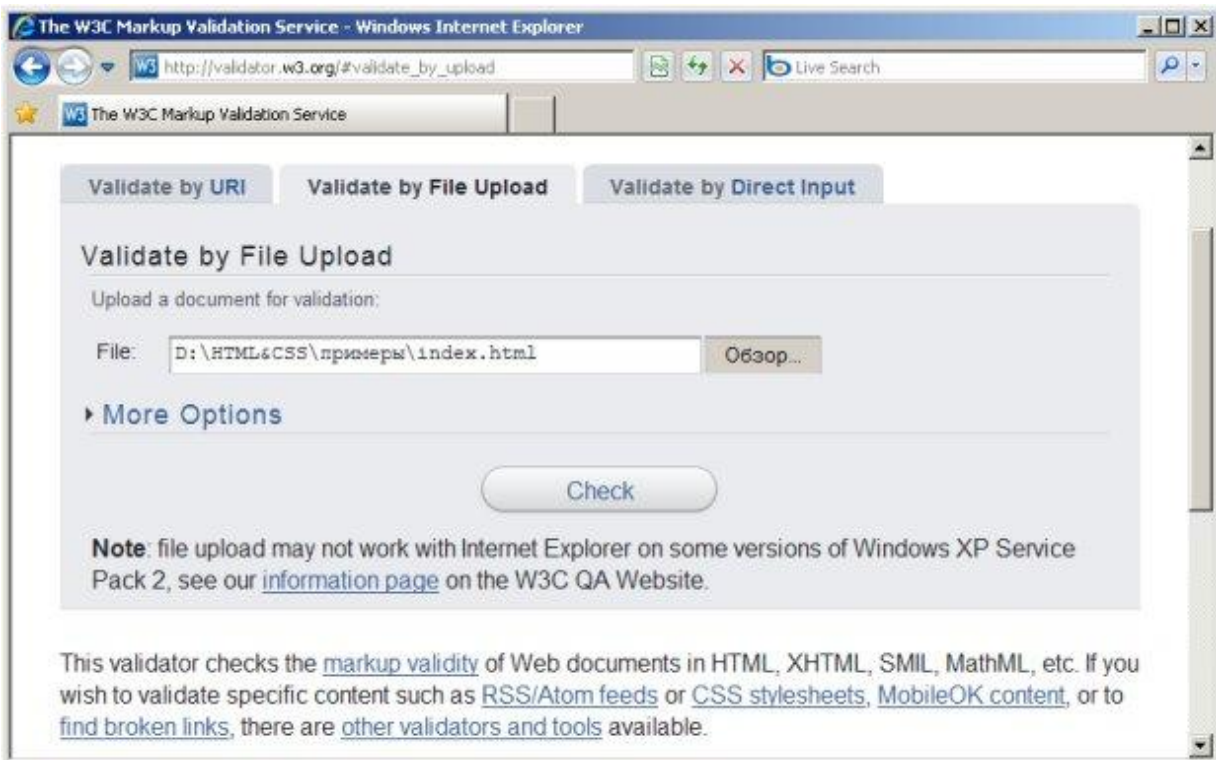 The W3C Markup Validation Service - Windows Internet Explorer
W3 http://validator.w3.org/#validate_by_upload Live Search
W3 The W3C Markup Validation Service
Validate by URI Validate by File Upload Validate by Direct Input
Validate by File Upload
Upload a document for validation:
File: D:\HTML&CSS\примеры\index.html Обзор...
More Options
Check
Note: file upload may not work with Internet Explorer on some versions of Windows XP Service
Pack 2, see our information page on the W3C QA Website.
This validator checks the markup validity of Web documents in HTML, XHTML, SMIL, MathML, etc. If you
wish to validate specific content such as RSS/Atom feeds or CSS stylesheets, MobileOK content, or to
find broken links, there are other validators and tools available.